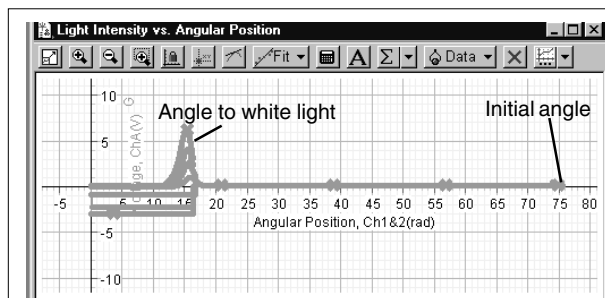 Light Intensity vs. Angular Position
Fit
A
Σ
Data
10
5
-5
-10
G
ChA(V)
Angle to white light
Initial angle
-5 5 10 15 20 25 30 35 40 45 50 55 60 65 70 75 80
Angular Position, Ch1&2(rad)